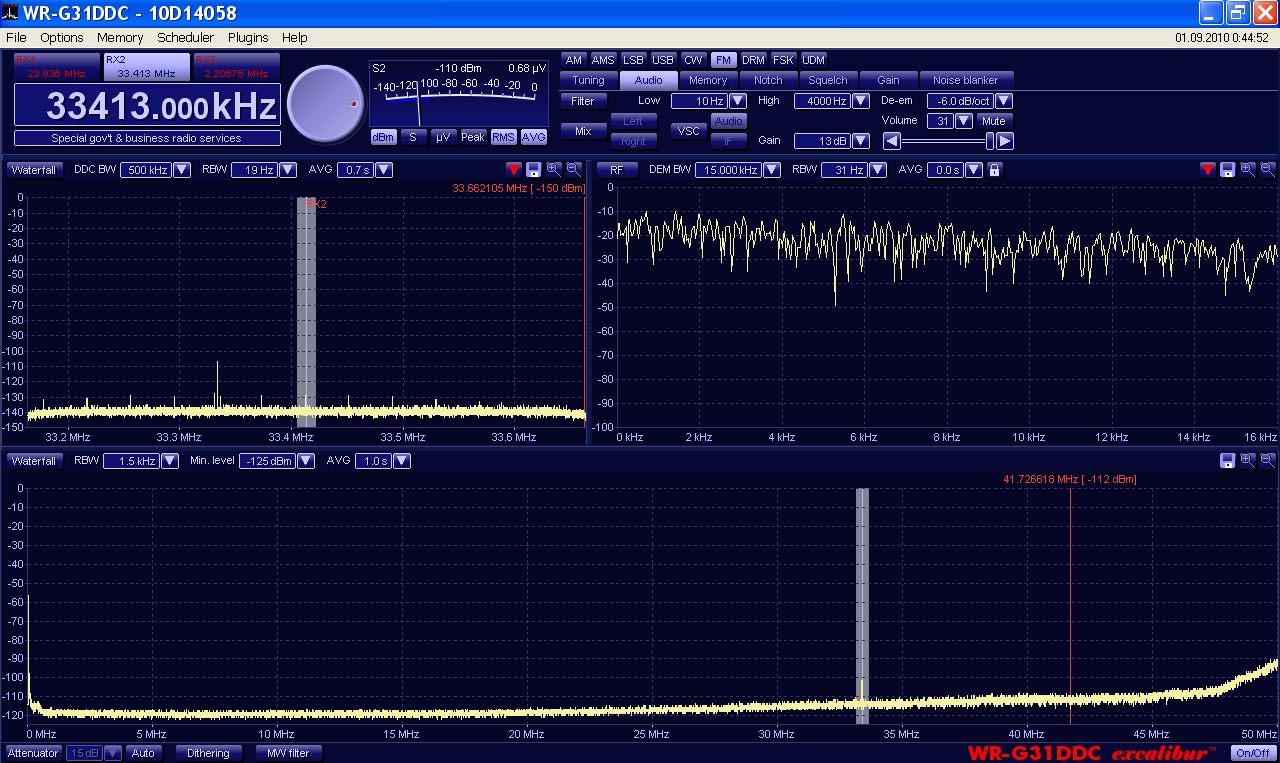 WR-G31DDC - 10D14058
File Options Memory Scheduler Plugins Help 01.09.2010 0:44:52
RX1 RX2 RX3
23.836 MHz 33.413 MHz 2.20575 MHz
33413.000kHz
Special gov't & business radio services
S2 -110 dBm 0.68 µV
-140 -120 -100 -80 -60 -40 -20 0
dBm S µV Peak RMS AVG
AM AMS LSB USB CW FM DRM FSK UDM
Tuning Audio Memory Notch Squelch Gain Noise blanker
Filter Low 10 Hz High 4000 Hz De-em -6.0 dB/oct
Mix Left Right VSC Audio IF Gain 13 dB Volume 31 Mute
Waterfall DDC BW 500 kHz RBW 19 Hz AVG 0.7 s
33.662105 MHz [ -150 dBm]
RX2
0
-10
-20
-30
-40
-50
-60
-70
-80
-90
-100
-110
-120
-130
-140
-150
33.2 MHz 33.3 MHz 33.4 MHz 33.5 MHz 33.6 MHz
RF DEM BW 15.000 kHz RBW 31 Hz AVG 0.0 s
0
-10
-20
-30
-40
-50
-60
-70
-80
-90
-100
0 kHz 2 kHz 4 kHz 6 kHz 8 kHz 10 kHz 12 kHz 14 kHz 16 kHz
Waterfall RBW 1.5 kHz Min. level -125 dBm AVG 1.0 s
41.726618 MHz [ -112 dBm]
0
-10
-20
-30
-40
-50
-60
-70
-80
-90
-100
-110
-120
0 MHz 5 MHz 10 MHz 15 MHz 20 MHz 25 MHz 30 MHz 35 MHz 40 MHz 45 MHz 50 MHz
Attenuator 15 dB Auto Dithering MW filter WR-G31DDC excalibur™ On/Off